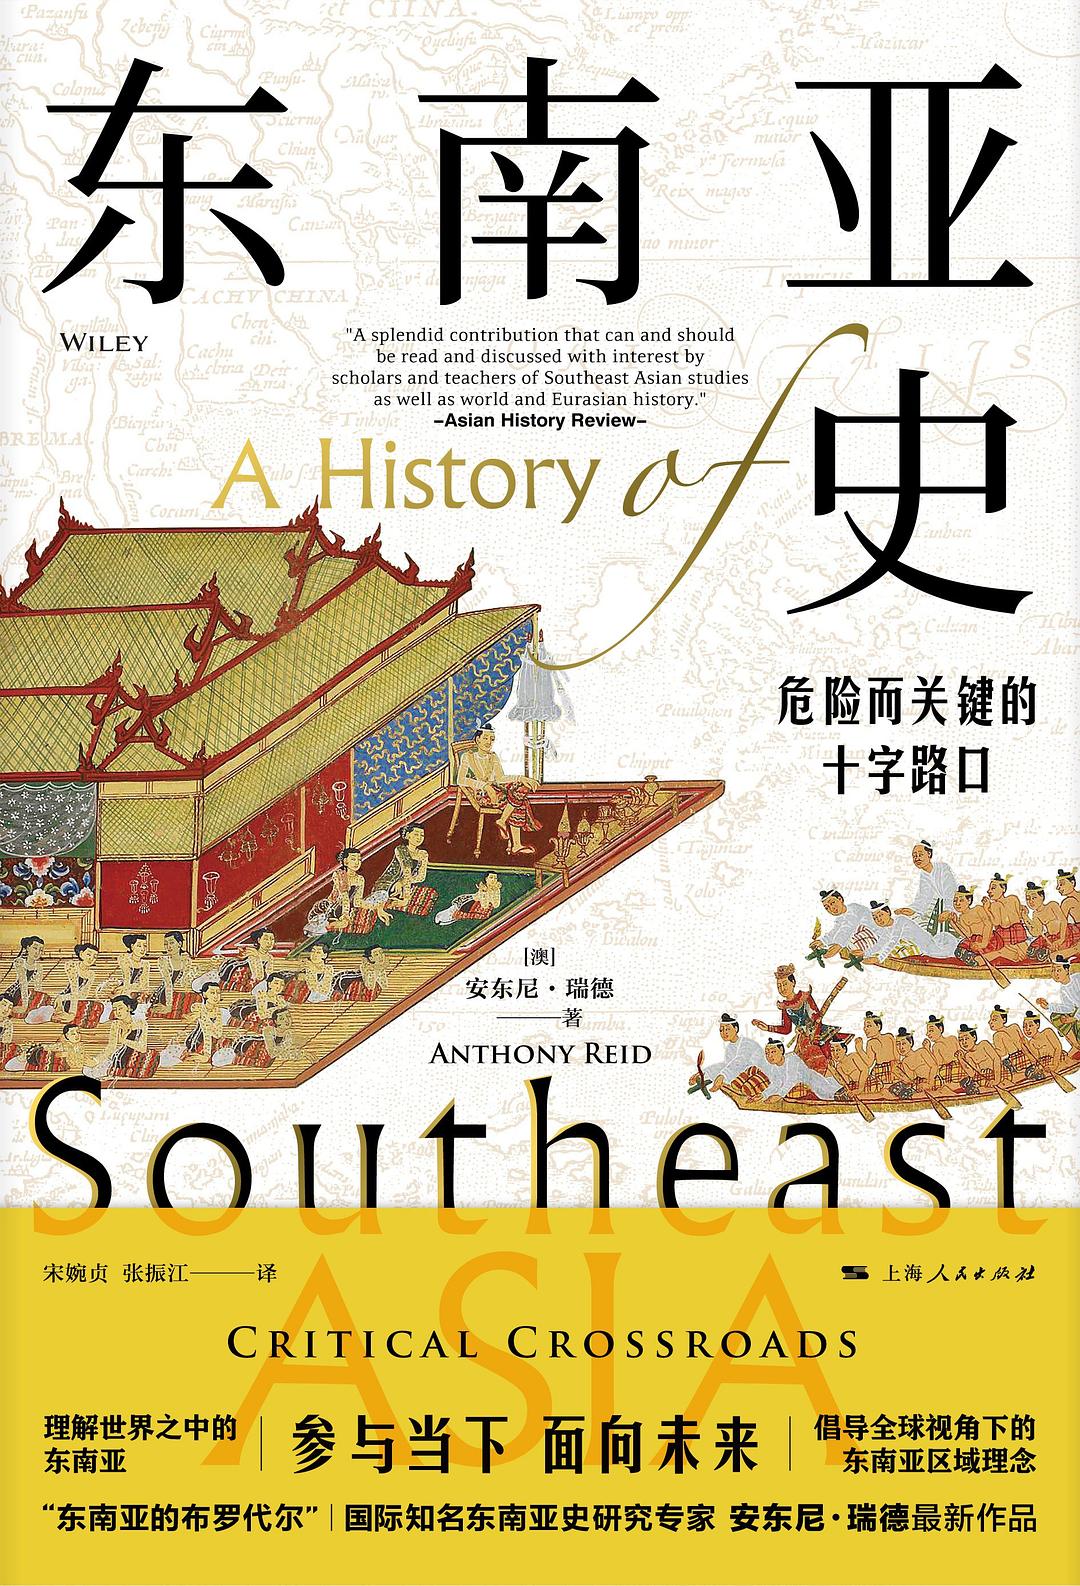 东南亚
史
WILEY
"A splendid contribution that can and should
be read and discussed with interest by
scholars and teachers of Southeast Asian studies
as well as world and Eurasian history."
–Asian History Review–
A History of
危险而关键的
十字路口
[澳]
安东尼·瑞德
———著
ANTHONY REID
Southeast
ASIA
宋婉贞 张振江———译
上海人民出版社
CRITICAL CROSSROADS
理解世界之中的
东南亚
参与当下 面向未来
倡导全球视角下的
东南亚区域理念
“东南亚的布罗代尔”|国际知名东南亚史研究专家 安东尼·瑞德最新作品